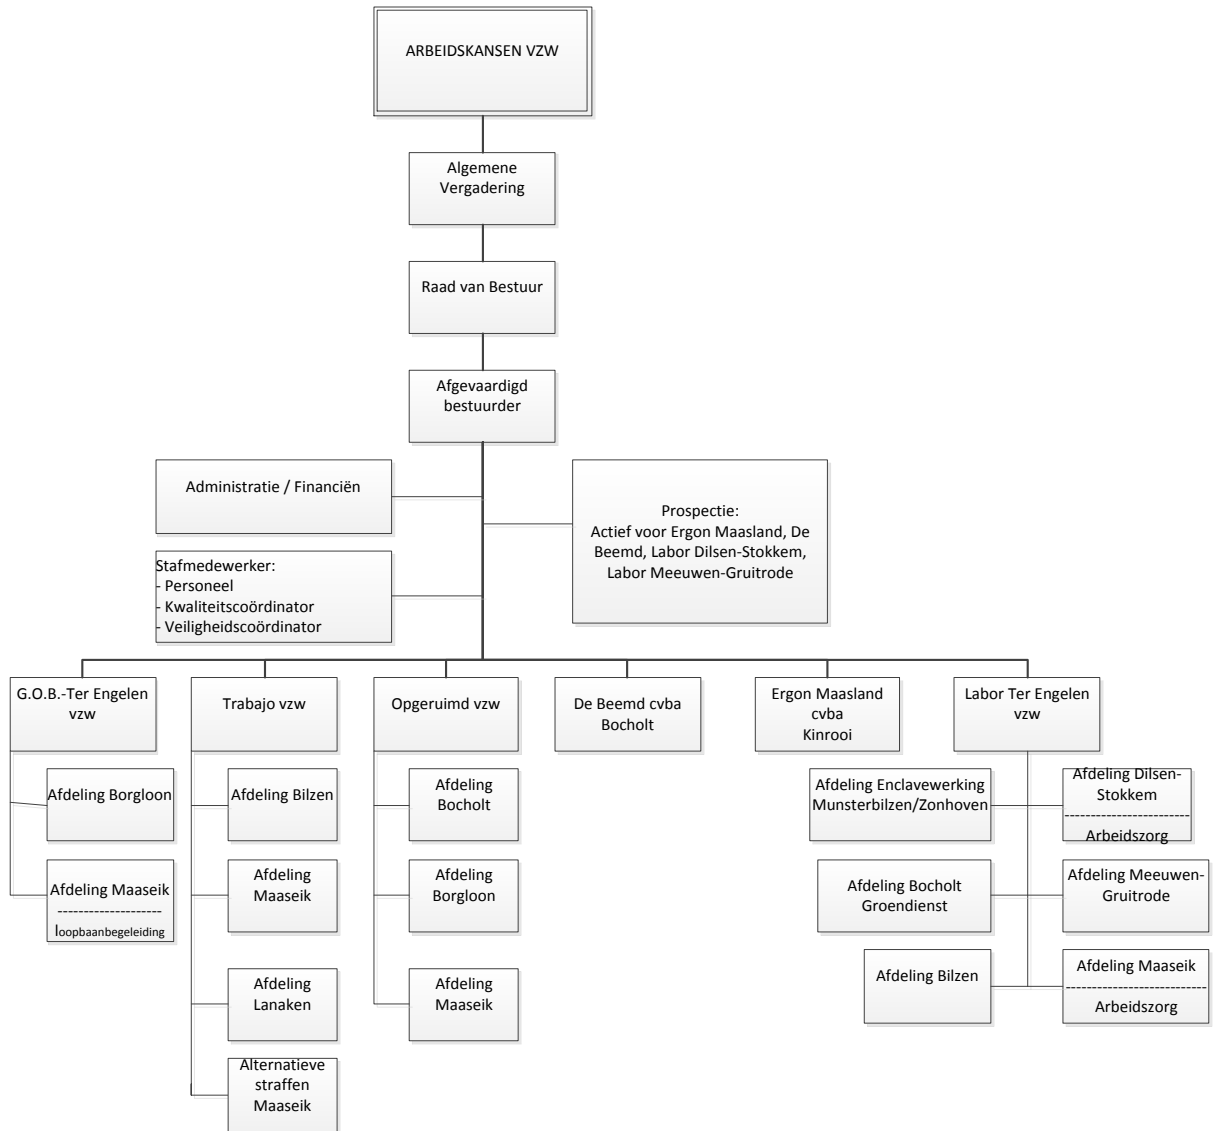 ARBEIDSKANSEN VZW
Algemene
Vergadering
Raad van Bestuur
Afgevaardigd
bestuurder
Administratie / Financiën
Prospectie:
Actief voor Ergon Maasland, De
Beemd, Labor Dilsen-Stokkem,
Labor Meeuwen-Gruitrode
Stafmedewerker:
- Personeel
- Kwaliteitscoördinator
- Veiligheidscoördinator
G.O.B.-Ter Engelen
vzw
Trabajo vzw
Opgeruimd vzw
De Beemd cvba
Bocholt
Ergon Maasland
cvba
Kinrooi
Labor Ter Engelen
vzw
Afdeling Borgloon
Afdeling Maaseik
--------------------
loopbaanbegeleiding
Afdeling Bilzen
Afdeling
Maaseik
Afdeling
Lanaken
Alternatieve
straffen
Maaseik
Afdeling
Bocholt
Afdeling
Borgloon
Afdeling
Maaseik
Afdeling Enclavewerking
Munsterbilzen/Zonhoven
Afdeling Bocholt
Groendienst
Afdeling Bilzen
Afdeling Dilsen-
Stokkem
------------------------
Arbeidszorg
Afdeling Meeuwen-
Gruitrode
Afdeling Maaseik
---------------------------
Arbeidszorg